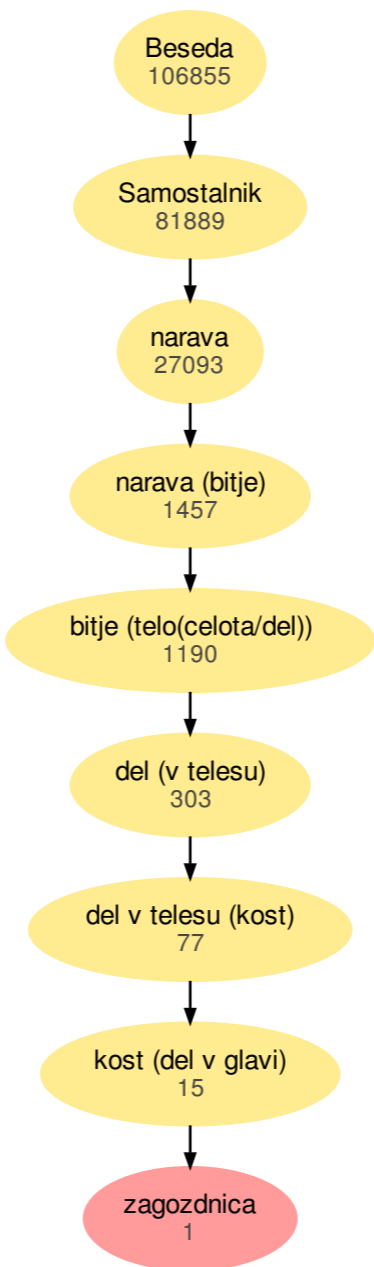 Beseda
106855
Samostalnik
81889
narava
27093
narava (bitje)
1457
bitje (telo(celota/del))
1190
del (v telesu)
303
del v telesu (kost)
77
kost (del v glavi)
15
zagozdnica
1